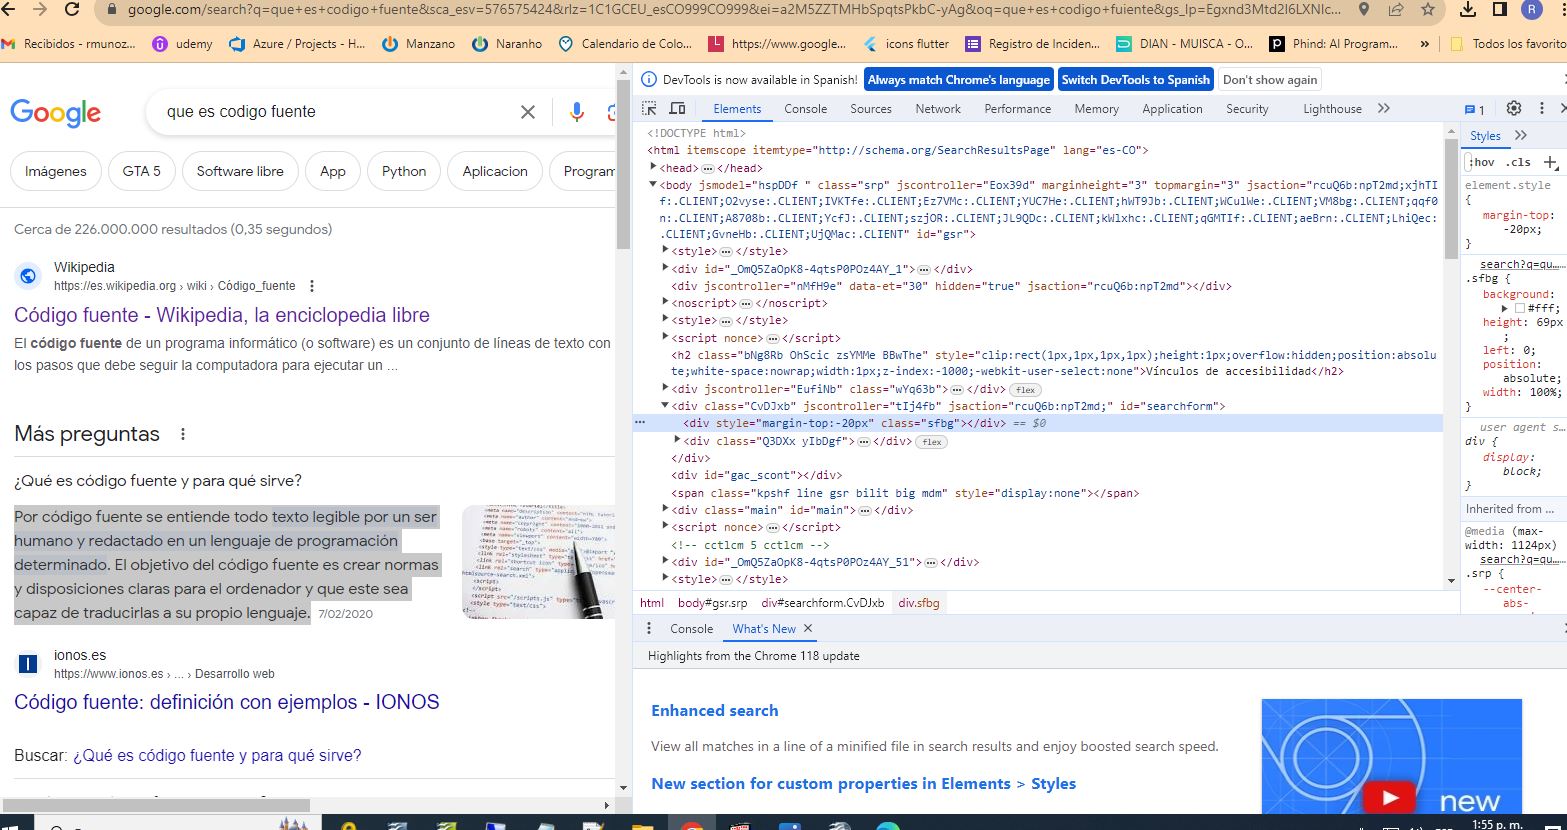 google.com/search?q=que+es+codigo+fuente&sca_esv=576575424&rlz=1C1GCEU_esCO999CO999&ei=a2M5ZZTMHbSpqtsPkbC-yAg&oq=que+es+codigo+fuiente&gs_lp=Egxnd3Mtd2l6LXNlc...
R
Recibidos - rmunoz...
udemy
Azure / Projects - H...
Manzano
Naranho
Calendario de Colo...
https://www.google...
icons flutter
Registro de Inciden...
DIAN - MUISCA - O...
Phind: AI Program...
»
Todos los favorito
Google
que es codigo fuente
Imágenes
GTA 5
Software libre
App
Python
Aplicacion
Program
Cerca de 226.000.000 resultados (0,35 segundos)
Wikipedia
https://es.wikipedia.org › wiki › Código_fuente
Código fuente - Wikipedia, la enciclopedia libre
El código fuente de un programa informático (o software) es un conjunto de líneas de texto con
los pasos que debe seguir la computadora para ejecutar un ...
Más preguntas
¿Qué es código fuente y para qué sirve?
Por código fuente se entiende todo texto legible por un ser
humano y redactado en un lenguaje de programación
determinado. El objetivo del código fuente es crear normas
y disposiciones claras para el ordenador y que este sea
capaz de traducirlas a su propio lenguaje. 7/02/2020
ionos.es
https://www.ionos.es › ... › Desarrollo web
Código fuente: definición con ejemplos - IONOS
Buscar: ¿Qué es código fuente y para qué sirve?
DevTools is now available in Spanish!
Always match Chrome's language
Switch DevTools to Spanish
Don't show again
Elements
Console
Sources
Network
Performance
Memory
Application
Security
Lighthouse
»
1
<!DOCTYPE html>
<html itemscope itemtype="http://schema.org/SearchResultsPage" lang="es-CO">
<head>…</head>
<body jsmodel="hspDDf " class="srp" jscontroller="Eox39d" marginheight="3" topmargin="3" jsaction="rcuQ6b:npT2md;xjhTI
f:.CLIENT;O2vyse:.CLIENT;IVKTfe:.CLIENT;Ez7VMc:.CLIENT;YUC7He:.CLIENT;hWT9Jb:.CLIENT;WCulWe:.CLIENT;VM8bg:.CLIENT;qqf0
n:.CLIENT;A8708b:.CLIENT;YcfJ:.CLIENT;szjOR:.CLIENT;JL9QDc:.CLIENT;kWlxhc:.CLIENT;qGMTIf:.CLIENT;aeBrn:.CLIENT;LhiQec:
.CLIENT;GvneHb:.CLIENT;UjQMac:.CLIENT" id="gsr">
<style>…</style>
<div id="_OmQ5ZaOpK8-4qtsP0POz4AY_1">…</div>
<div jscontroller="nMfH9e" data-et="30" hidden="true" jsaction="rcuQ6b:npT2md"></div>
<noscript>…</noscript>
<style>…</style>
<script nonce>…</script>
<h2 class="bNg8Rb OhScic zsYMMe BBwThe" style="clip:rect(1px,1px,1px,1px);height:1px;overflow:hidden;position:absolu
te;white-space:nowrap;width:1px;z-index:-1000;-webkit-user-select:none">Vínculos de accesibilidad</h2>
<div jscontroller="EufiNb" class="wYq63b">…</div> flex
<div class="CvDJxb" jscontroller="tIj4fb" jsaction="rcuQ6b:npT2md;" id="searchform">
<div style="margin-top:-20px" class="sfbg"></div> == $0
<div class="Q3DXx yIbDgf">…</div> flex
</div>
<div id="gac_scont"></div>
<span class="kpshf line gsr bilit big mdm" style="display:none"></span>
<div class="main" id="main">…</div>
<script nonce>…</script>
<!-- cctlcm 5 cctlcm -->
<div id="_OmQ5ZaOpK8-4qtsP0POz4AY_51">…</div>
<style>…</style>
html
body#gsr.srp
div#searchform.CvDJxb
div.sfbg
Styles
»
:hov
.cls
+
element.style
{
margin-top:
-20px;
}
search?q=qu...
.sfbg {
background:
#fff;
height: 69px
;
left: 0;
position:
absolute;
width: 100%;
}
user agent s...
div {
display:
block;
}
Inherited from ...
@media (max-
width: 1124px)
search?q=qu...
.srp {
--center-
abs-
Console
What's New
Highlights from the Chrome 118 update
Enhanced search
View all matches in a line of a minified file in search results and enjoy boosted search speed.
New section for custom properties in Elements > Styles
new
1:55 p. m.